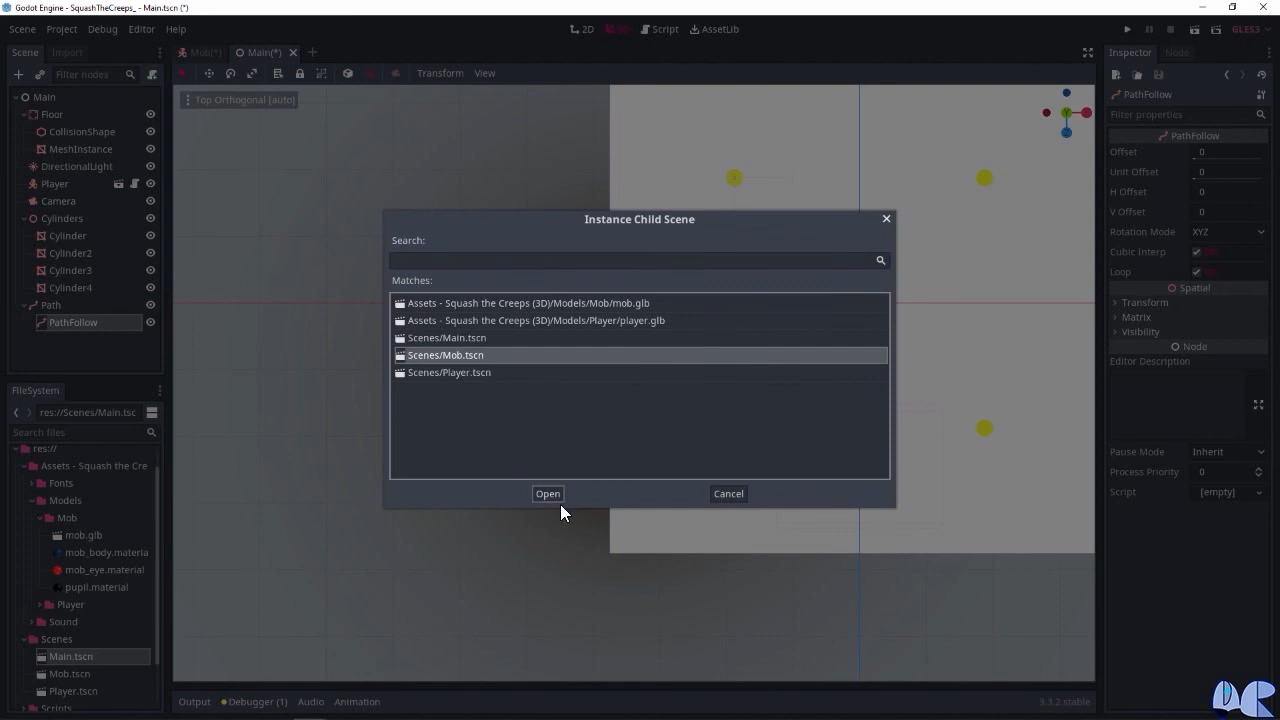 Godot Engine - SquashTheCreeps_ - Main.tscn (*)
Scene Project Debug Editor Help
2D
Script
AssetLib
GLES3
Scene Import
Mob(*)
Main(*)
Inspector Node
Filter nodes
Transform View
Top Orthogonal [auto]
Main
Floor
CollisionShape
MeshInstance
DirectionalLight
Player
Camera
Cylinders
Cylinder
Cylinder2
Cylinder3
Cylinder4
Path
PathFollow
FileSystem
res://Scenes/Main.tsc
Search files
res://
Assets - Squash the Cre
Fonts
Models
Mob
mob.glb
mob_body.materia
mob_eye.material
pupil.material
Player
Sound
Scenes
Main.tscn
Mob.tscn
Player.tscn
Scripts
Instance Child Scene
Search:
Matches:
Assets - Squash the Creeps (3D)/Models/Mob/mob.glb
Assets - Squash the Creeps (3D)/Models/Player/player.glb
Scenes/Main.tscn
Scenes/Mob.tscn
Scenes/Player.tscn
Open
Cancel
Output Debugger (1) Audio Animation
3.3.2.stable
PathFollow
Filter properties
PathFollow
Offset 0
Unit Offset 0
H Offset 0
V Offset 0
Rotation Mode XYZ
Cubic Interp
Loop
Spatial
Transform
Matrix
Visibility
Node
Editor Description
Pause Mode Inherit
Process Priority 0
Script [empty]